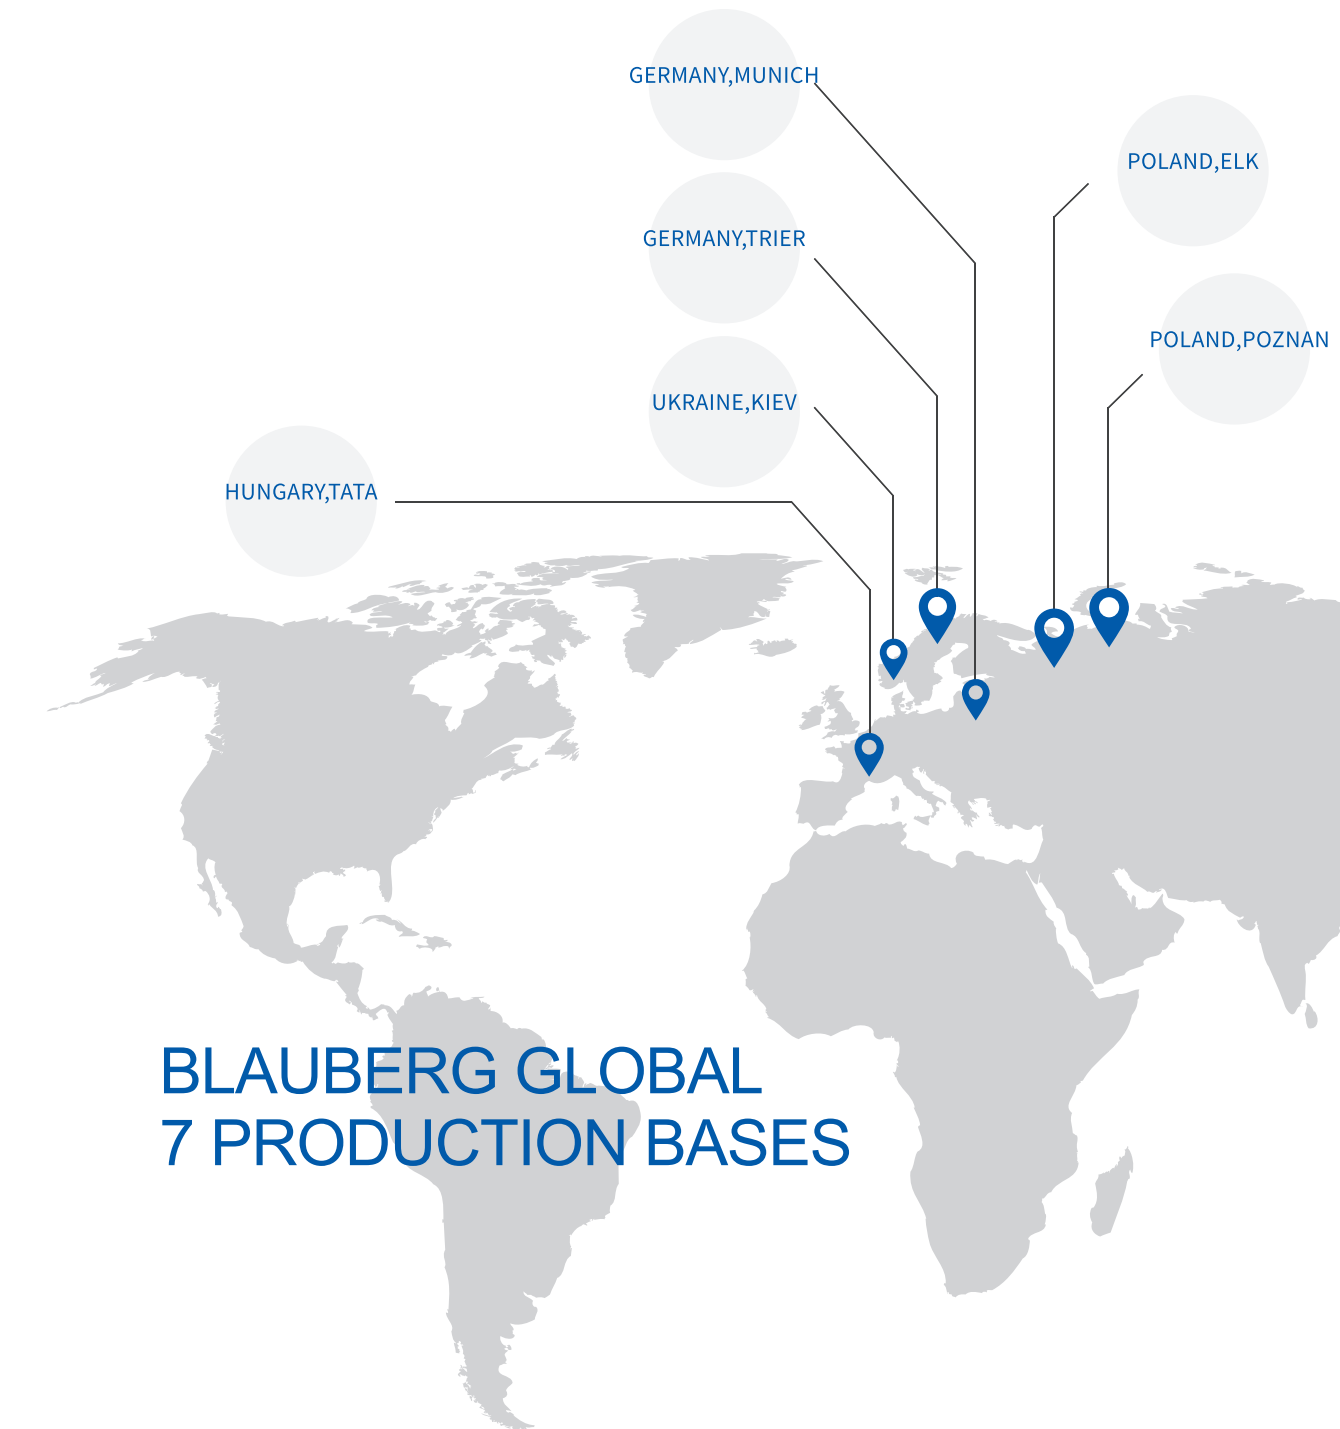 GERMANY,MUNICH
POLAND,ELK
GERMANY,TRIER
POLAND,POZNAN
UKRAINE,KIEV
HUNGARY,TATA
BLAUBERG GLOBAL
7 PRODUCTION BASES